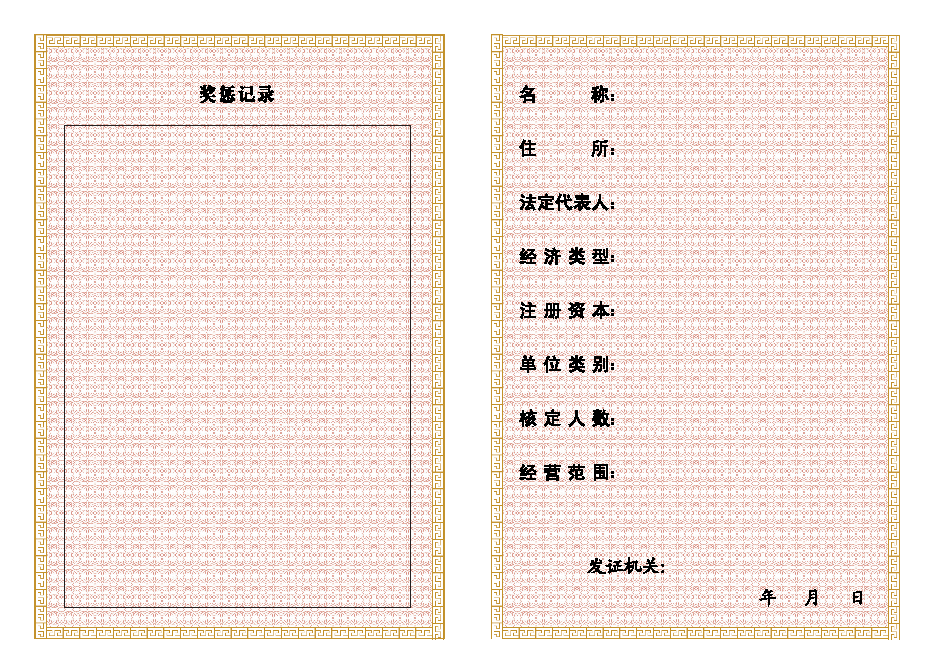 奖惩记录
名 称：
住 所：
法定代表人：
经 济 类 型：
注 册 资 本：
单 位 类 别：
核 定 人 数：
经 营 范 围：
发证机关：
年 月 日